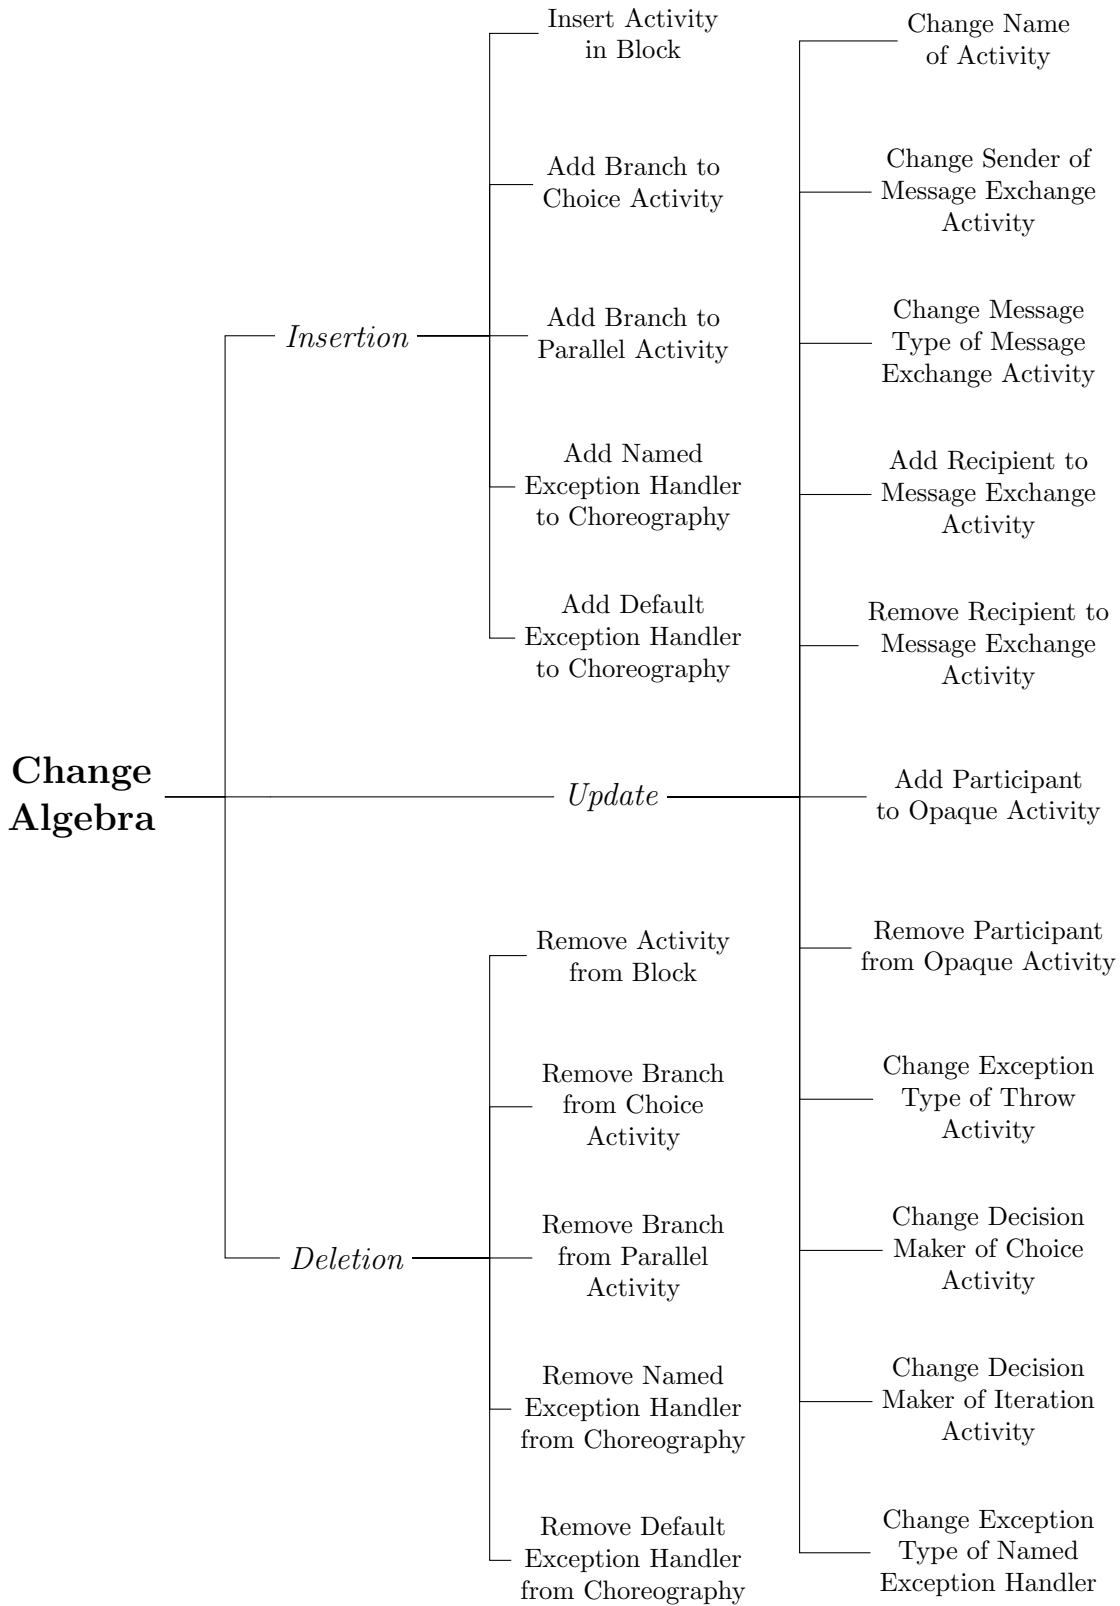 Change
Algebra
Insertion
Insert Activity
in Block
Add Branch to
Choice Activity
Add Branch to
Parallel Activity
Add Named
Exception Handler
to Choreography
Add Default
Exception Handler
to Choreography
Update
Change Name
of Activity
Change Sender of
Message Exchange
Activity
Change Message
Type of Message
Exchange Activity
Add Recipient to
Message Exchange
Activity
Remove Recipient to
Message Exchange
Activity
Add Participant
to Opaque Activity
Remove Participant
from Opaque Activity
Change Exception
Type of Throw
Activity
Change Decision
Maker of Choice
Activity
Change Decision
Maker of Iteration
Activity
Change Exception
Type of Named
Exception Handler
Deletion
Remove Activity
from Block
Remove Branch
from Choice
Activity
Remove Branch
from Parallel
Activity
Remove Named
Exception Handler
from Choreography
Remove Default
Exception Handler
from Choreography